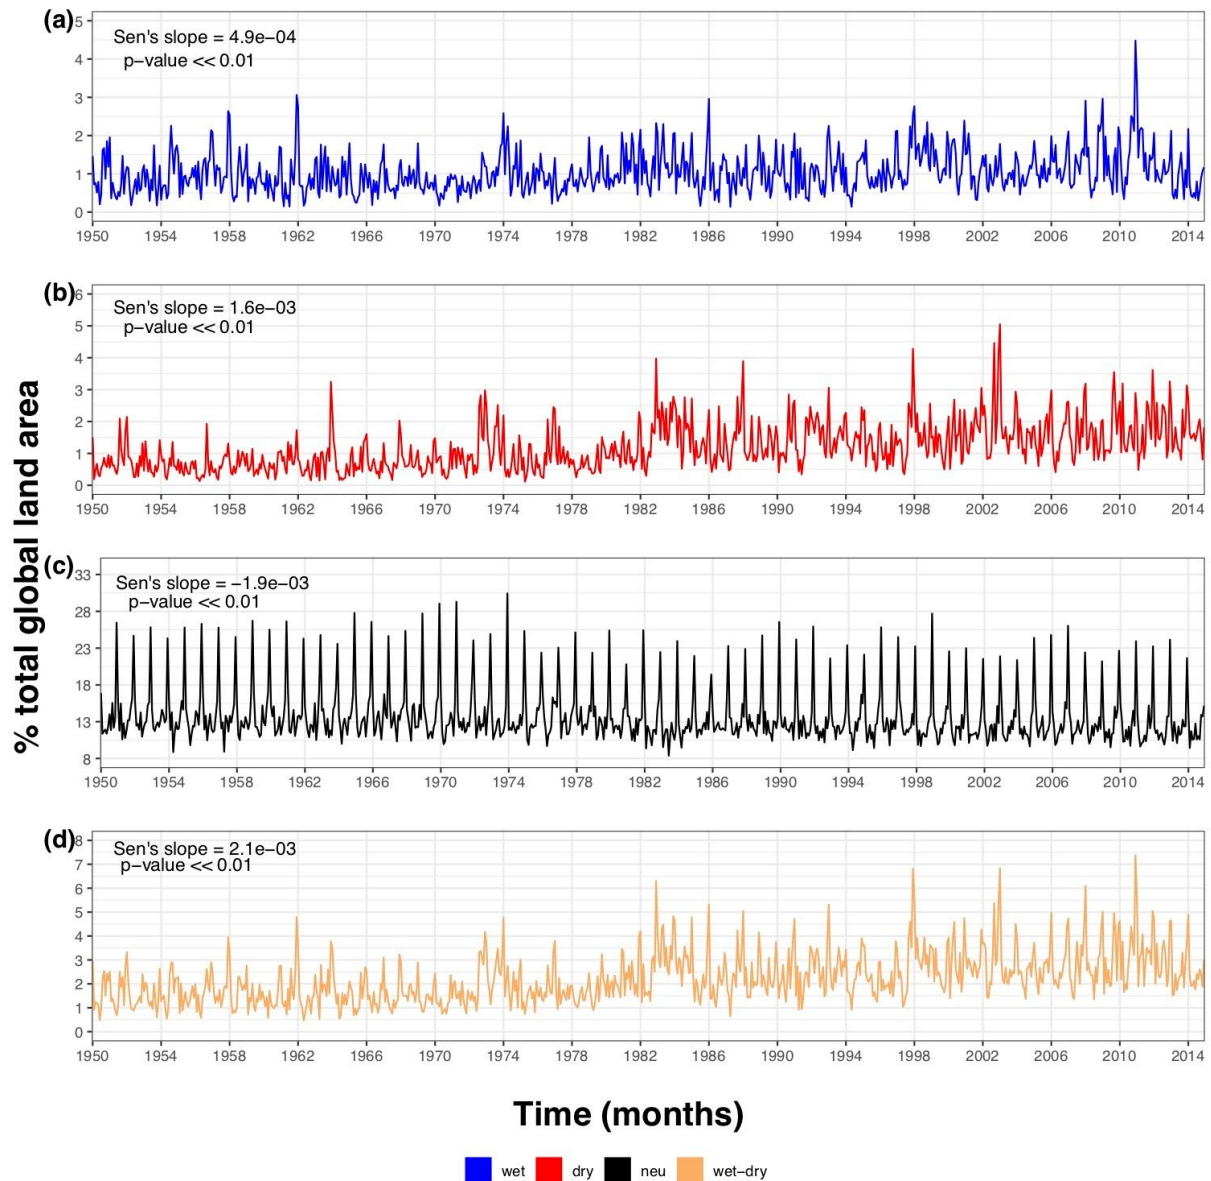 (a)
5
4
3
2
1
0
Sen's slope = 4.9e−04
p−value << 0.01
1950 1954 1958 1962 1966 1970 1974 1978 1982 1986 1990 1994 1998 2002 2006 2010 2014
(b)
6
5
4
3
2
1
0
Sen's slope = 1.6e−03
p−value << 0.01
1950 1954 1958 1962 1966 1970 1974 1978 1982 1986 1990 1994 1998 2002 2006 2010 2014
% total global land area
(c)
33
28
23
18
13
8
Sen's slope = −1.9e−03
p−value << 0.01
1950 1954 1958 1962 1966 1970 1974 1978 1982 1986 1990 1994 1998 2002 2006 2010 2014
(d)
8
7
6
5
4
3
2
1
0
Sen's slope = 2.1e−03
p−value << 0.01
1950 1954 1958 1962 1966 1970 1974 1978 1982 1986 1990 1994 1998 2002 2006 2010 2014
Time (months)
wet dry neu wet−dry